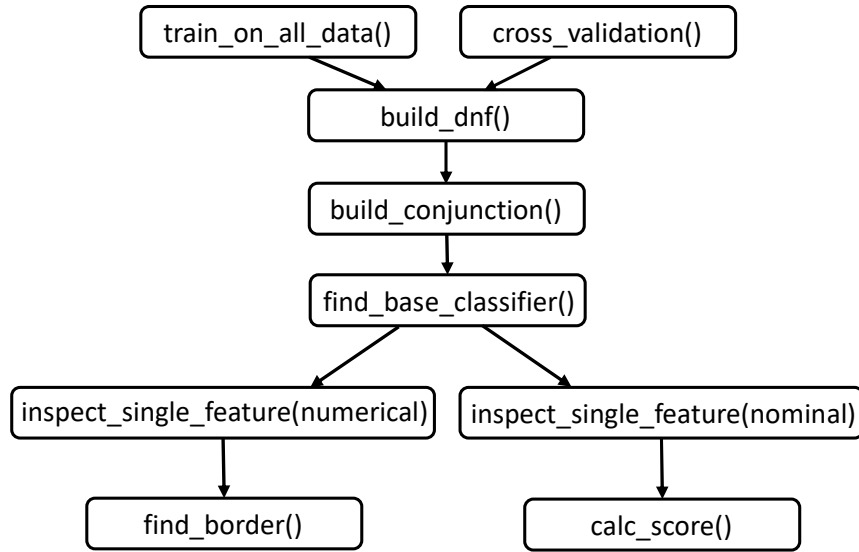 train_on_all_data()
cross_validation()
build_dnf()
build_conjunction()
find_base_classifier()
inspect_single_feature(numerical)
inspect_single_feature(nominal)
find_border()
calc_score()